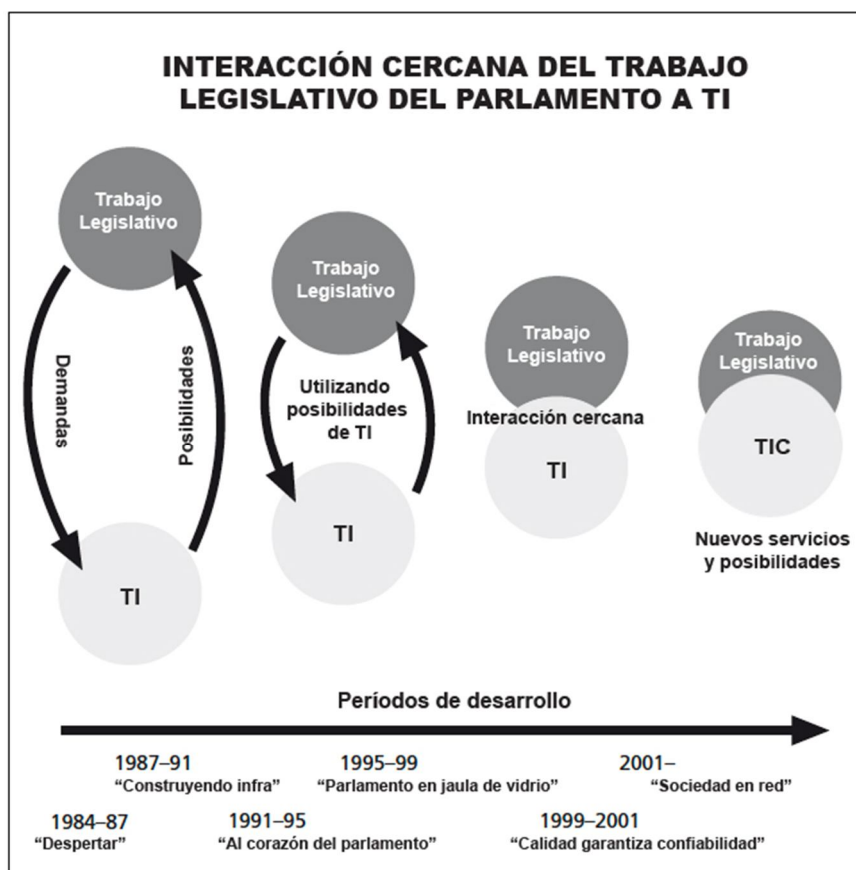 INTERACCIÓN CERCANA DEL TRABAJO
LEGISLATIVO DEL PARLAMENTO A TI
Trabajo
Legislativo
Demandas
Posibilidades
TI
Trabajo
Legislativo
Utilizando
posibilidades
de TI
TI
Trabajo
Legislativo
Interacción cercana
TI
Trabajo
Legislativo
TIC
Nuevos servicios
y posibilidades
Períodos de desarrollo
1987–91
“Construyendo infra”
1995–99
“Parlamento en jaula de vidrio”
2001–
“Sociedad en red”
1984–87
“Despertar”
1991–95
“Al corazón del parlamento”
1999–2001
“Calidad garantiza confiabilidad”